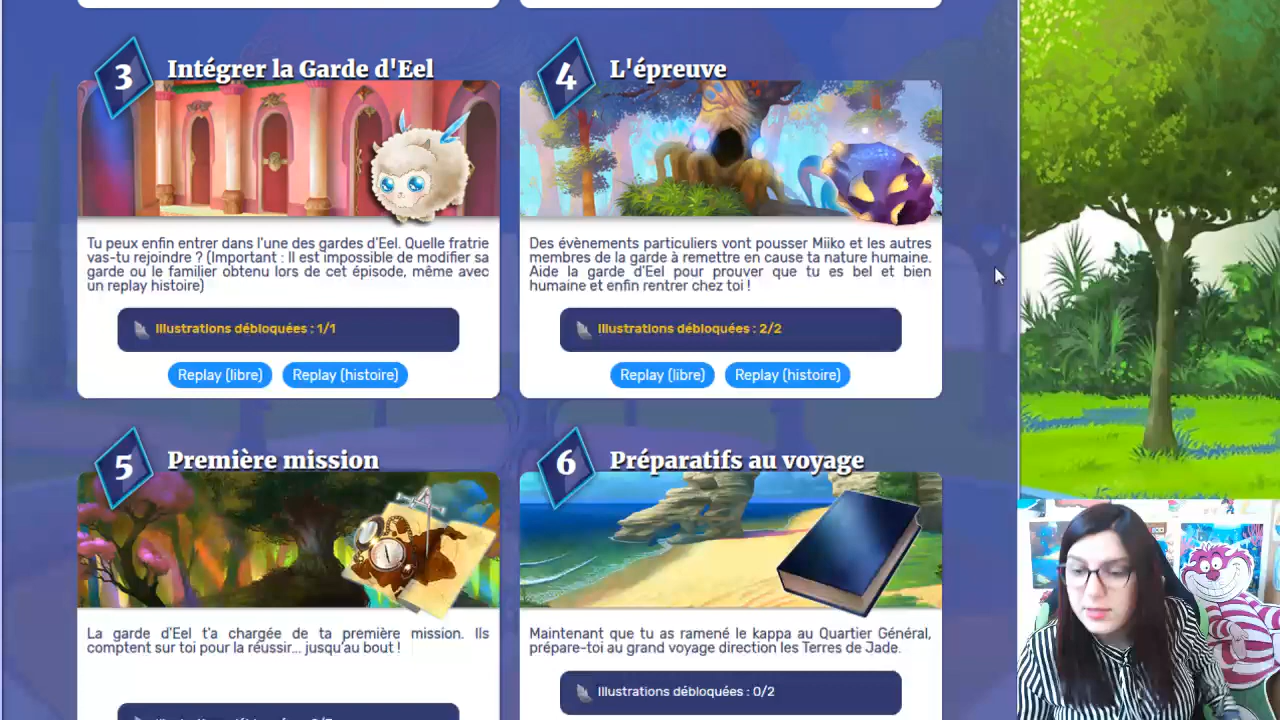 3
Intégrer la Garde d'Eel
Tu peux enfin entrer dans l'une des gardes d'Eel. Quelle fratrie
vas-tu rejoindre ? (Important : Il est impossible de modifier sa
garde ou le familier obtenu lors de cet épisode, même avec
un replay histoire)
Illustrations débloquées : 1/1
Replay (libre)
Replay (histoire)
4
L'épreuve
Des évènements particuliers vont pousser Miiko et les autres
membres de la garde à remettre en cause ta nature humaine.
Aide la garde d'Eel pour prouver que tu es bel et bien
humaine et enfin rentrer chez toi !
Illustrations débloquées : 2/2
Replay (libre)
Replay (histoire)
5
Première mission
La garde d'Eel t'a chargée de ta première mission. Ils
comptent sur toi pour la réussir... jusqu'au bout !
6
Préparatifs au voyage
Maintenant que tu as ramené le kappa au Quartier Général,
prépare-toi au grand voyage direction les Terres de Jade.
Illustrations débloquées : 0/2